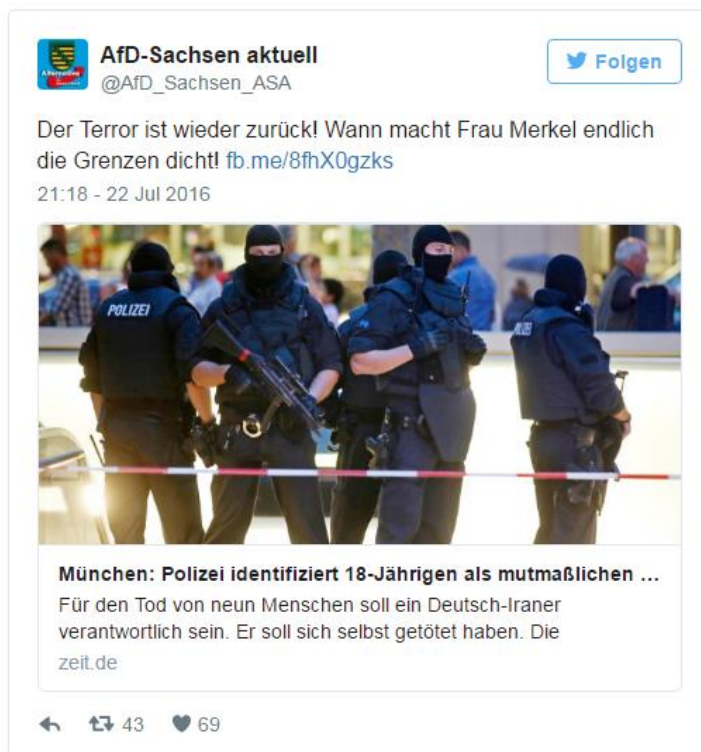 AfD-Sachsen aktuell
@AfD_Sachsen_ASA
Folgen
Der Terror ist wieder zurück! Wann macht Frau Merkel endlich
die Grenzen dicht! fb.me/8fhX0gzks
21:18 - 22 Jul 2016
POLIZEI
München: Polizei identifiziert 18-Jährigen als mutmaßlichen ...
Für den Tod von neun Menschen soll ein Deutsch-Iraner
verantwortlich sein. Er soll sich selbst getötet haben. Die
zeit.de
43 69